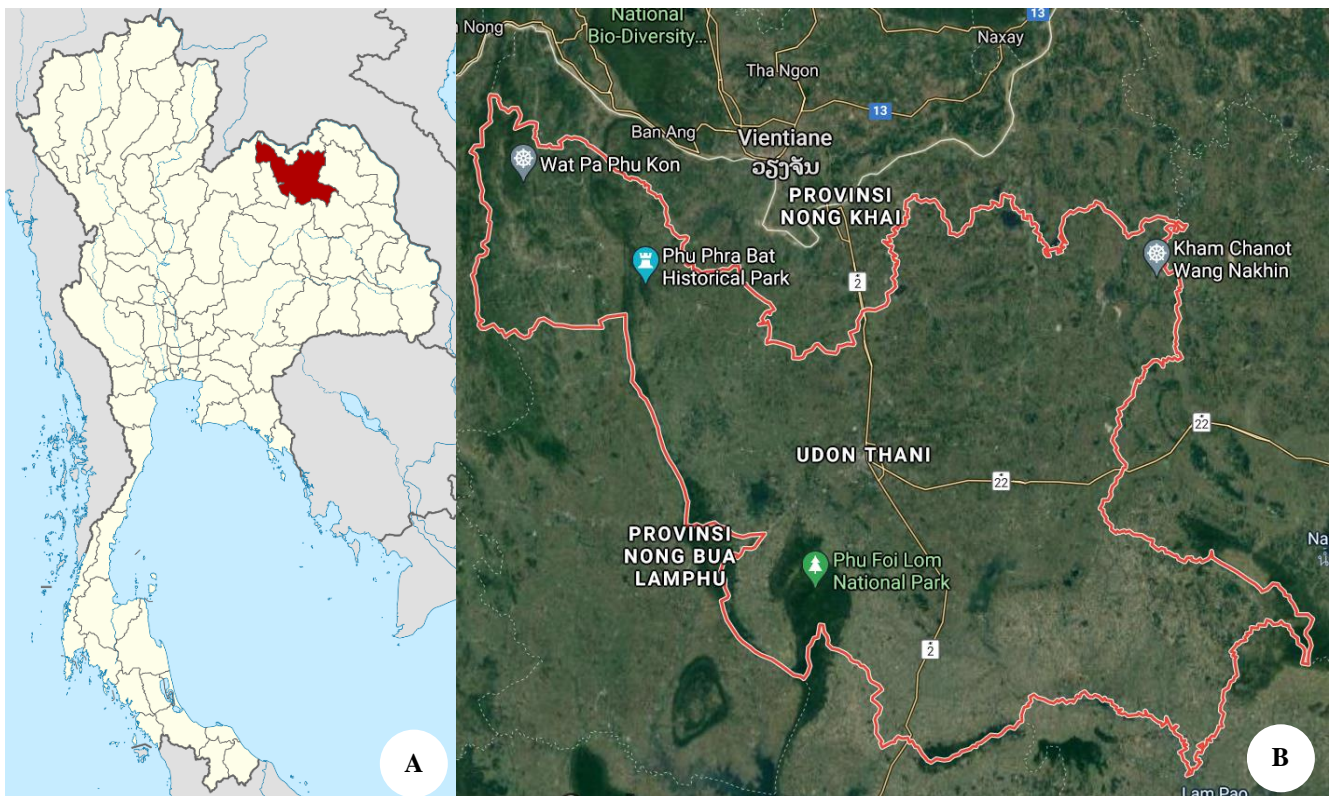 A
National
Bio-Diversity...
Nong
13
Naxay
Tha Ngon
13
Ban Ang
Vientiane
ວຽງຈັນ
Wat Pa Phu Kon
PROVINSI
NONG KHAI
Phu Phra Bat
Historical Park
Kham Chanot
Wang Nakhin
2
22
UDON THANI
22
PROVINSI
NONG BUA
LAMPHU
Phu Foi Lom
National Park
Na
2
Lam Pao
B